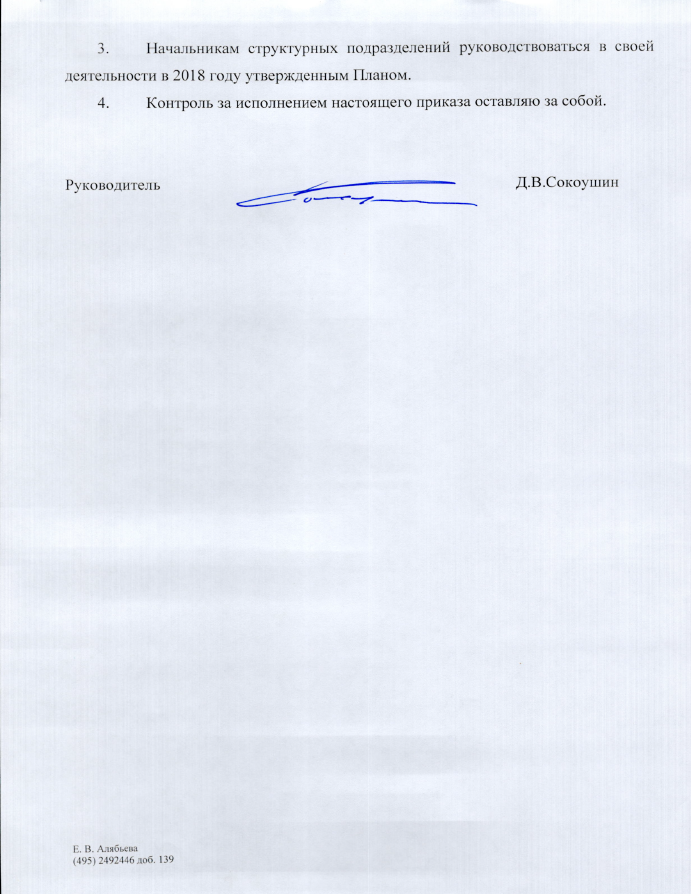 3. Начальникам структурных подразделений руководствоваться в своей
деятельности в 2018 году утвержденным Планом.
4. Контроль за исполнением настоящего приказа оставляю за собой.
Руководитель Д.В.Сокоушин
Е. В. Алябьева
(495) 2492446 доб. 139